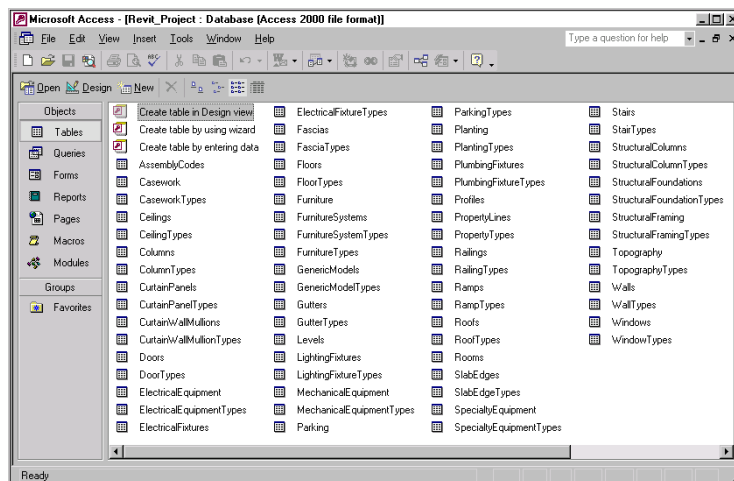 Microsoft Access - [Revit_Project : Database (Access 2000 file format)]
File Edit View Insert Tools Window Help
Type a question for help
Open Design New
Objects
Tables
Queries
Forms
Reports
Pages
Macros
Modules
Groups
Favorites
Create table in Design view
Create table by using wizard
Create table by entering data
AssemblyCodes
Casework
CaseworkTypes
Ceilings
CeilingTypes
Columns
ColumnTypes
CurtainPanels
CurtainPanelTypes
CurtainWallMullions
CurtainWallMullionTypes
Doors
DoorTypes
ElectricalEquipment
ElectricalEquipmentTypes
ElectricalFixtures
ElectricalFixtureTypes
Fascias
FasciaTypes
Floors
FloorTypes
Furniture
FurnitureSystems
FurnitureSystemTypes
FurnitureTypes
GenericModels
GenericModelTypes
Gutters
GutterTypes
Levels
LightingFixtures
LightingFixtureTypes
MechanicalEquipment
MechanicalEquipmentTypes
Parking
ParkingTypes
Planting
PlantingTypes
PlumbingFixtures
PlumbingFixtureTypes
Profiles
PropertyLines
PropertyTypes
Railings
RailingTypes
Ramps
RampTypes
Roofs
RoofTypes
Rooms
SlabEdges
SlabEdgeTypes
SpecialtyEquipment
SpecialtyEquipmentTypes
Stairs
StairTypes
StructuralColumns
StructuralColumnTypes
StructuralFoundations
StructuralFoundationTypes
StructuralFraming
StructuralFramingTypes
Topography
TopographyTypes
Walls
WallTypes
Windows
WindowTypes
Ready